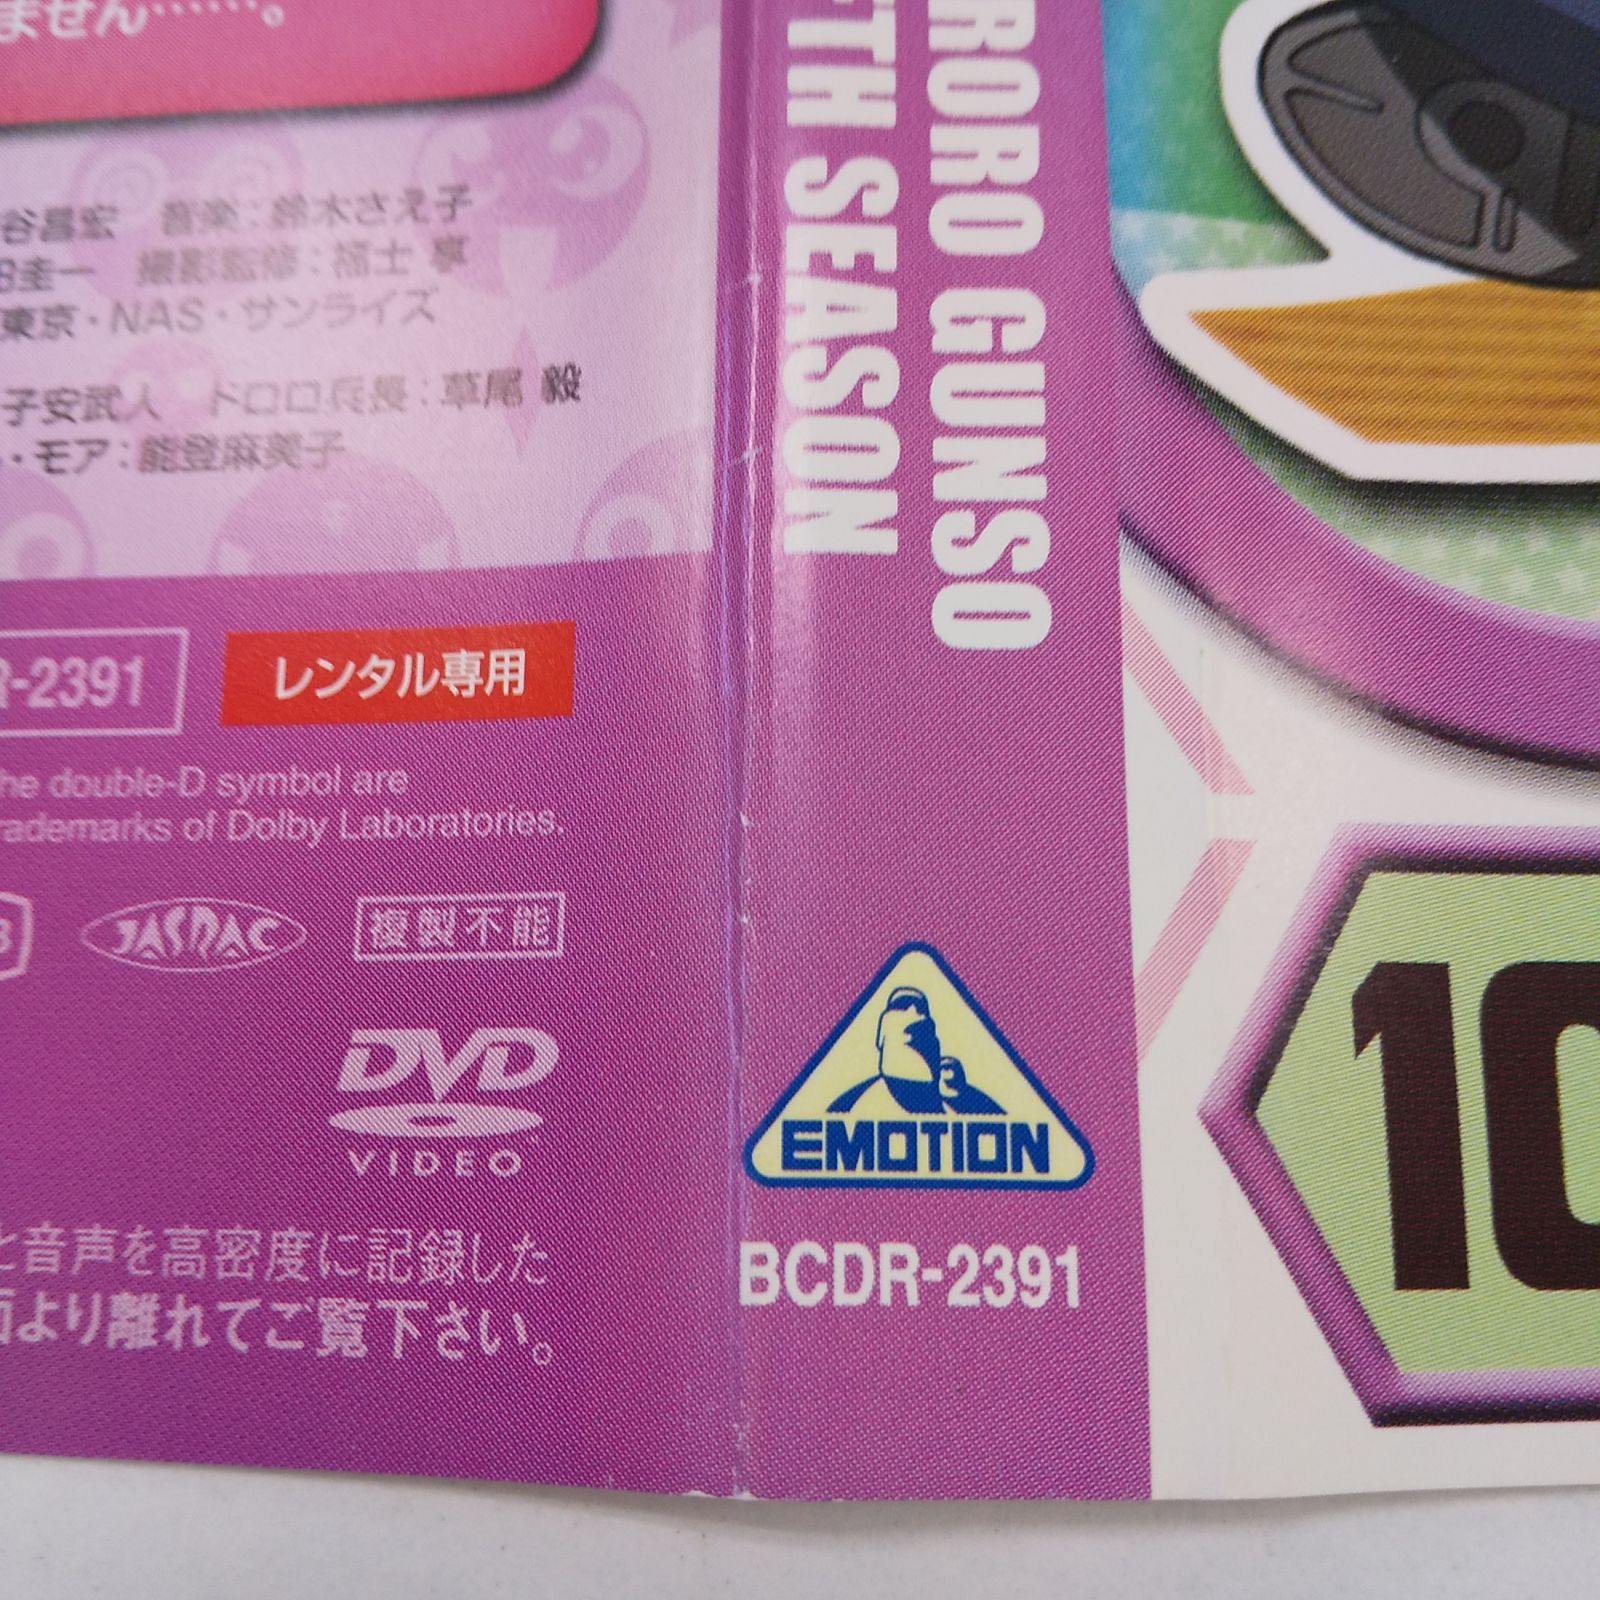 ません……。
谷昌宏 音楽：鈴木さえ子
田圭一 撮影監修：福士 享
東京・NAS・サンライズ
子安武人 ドロロ兵長：草尾 毅
・モア：能登麻美子
R-2391
レンタル専用
he double-D symbol are
rademarks of Dolby Laboratories.
JASRAC
複製不能
DVD
VIDEO
と音声を高密度に記録した
面より離れてご覧下さい。
RORO GUNSO
TH SEASON
EMOTION
BCDR-2391
10